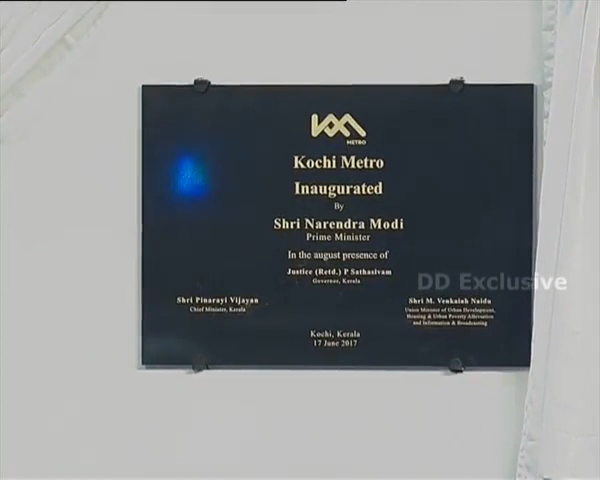 METRO
Kochi Metro
Inaugurated
By
Shri Narendra Modi
Prime Minister
In the august presence of
Justice (Retd.) P Sathasivam
Governor, Kerala
DD Exclusive
Shri Pinarayi Vijayan
Chief Minister, Kerala
Shri M. Venkaiah Naidu
Union Minister of Urban Development,
Housing & Urban Poverty Alleviation
and Information & Broadcasting
Kochi, Kerala
17 June 2017